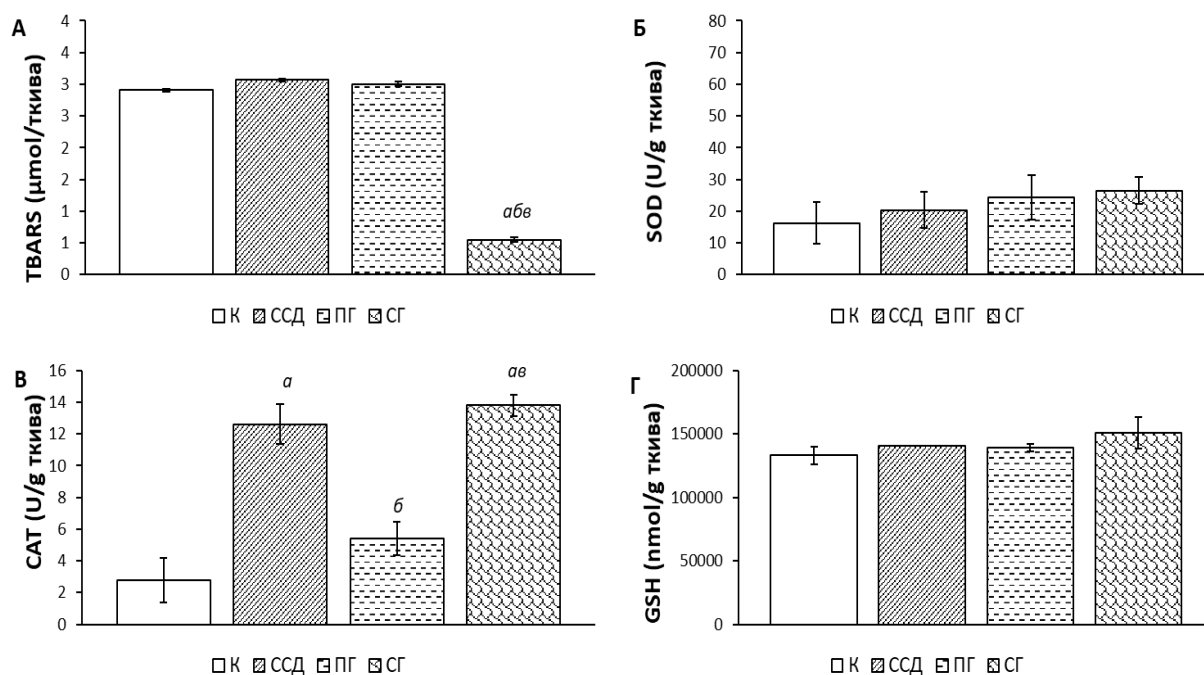 А
TBARS (µmol/ткива)
4
4
3
3
2
2
1
1
0
абв
К ССД ПГ СГ
Б
SOD (U/g ткива)
80
70
60
50
40
30
20
10
0
К ССД ПГ СГ
В
CAT (U/g ткива)
16
14
12
10
8
6
4
2
0
а
б
ав
К ССД ПГ СГ
Г
GSH (nmol/g ткива)
200000
150000
100000
50000
0
К ССД ПГ СГ